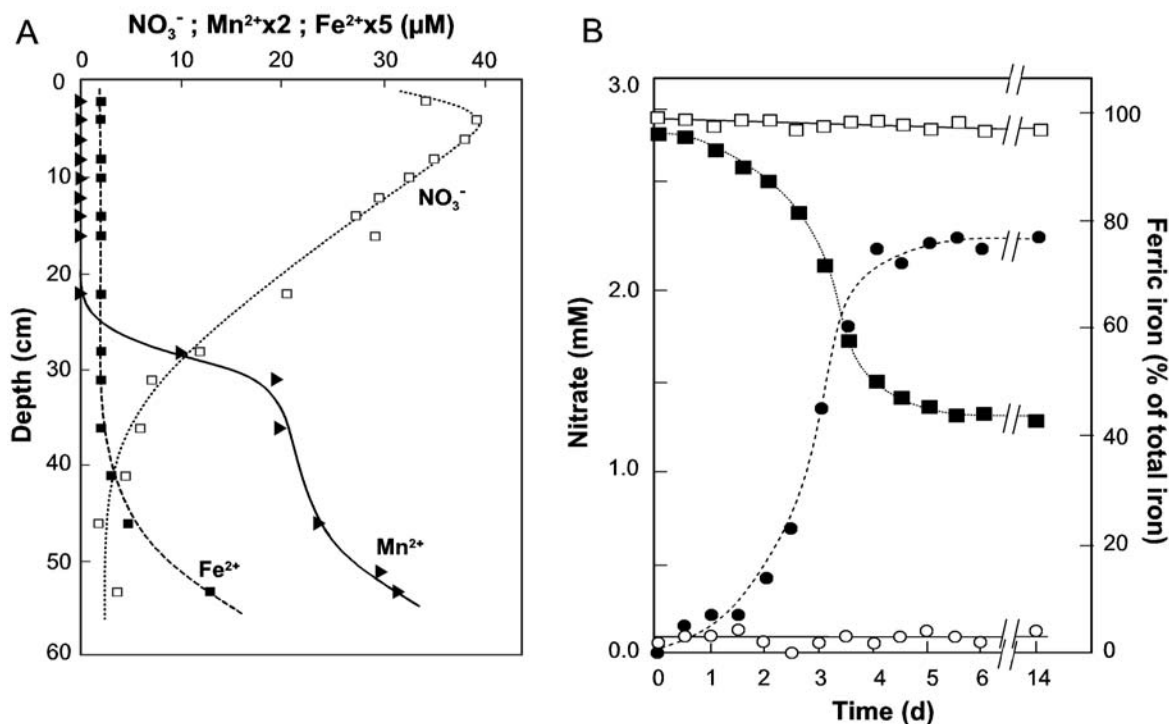 A
NO₃⁻ ; Mn²⁺x2 ; Fe²⁺x5 (µM)
0 10 20 30 40
0
10
20
30
40
50
60
Depth (cm)
NO₃⁻
Mn²⁺
Fe²⁺
B
3.0
2.0
1.0
0.0
Nitrate (mM)
100
80
60
40
20
0
Ferric iron (% of total iron)
0 1 2 3 4 5 6 14
Time (d)